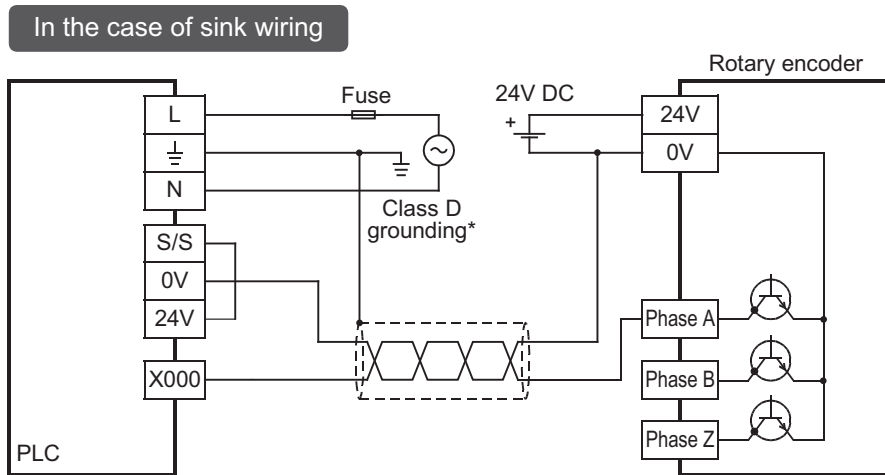 In the case of sink wiring
Rotary encoder
Fuse
24V DC
+
L
N
24V
0V
Class D
grounding*
S/S
0V
24V
X000
Phase A
Phase B
Phase Z
PLC